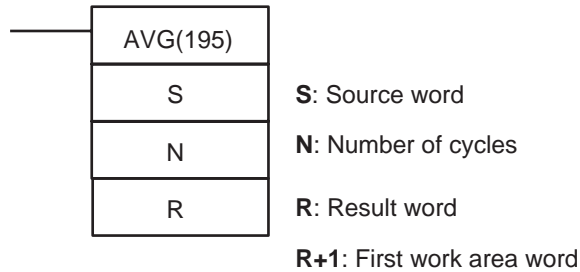 AVG(195)
S S: Source word
N N: Number of cycles
R R: Result word
R+1: First work area word